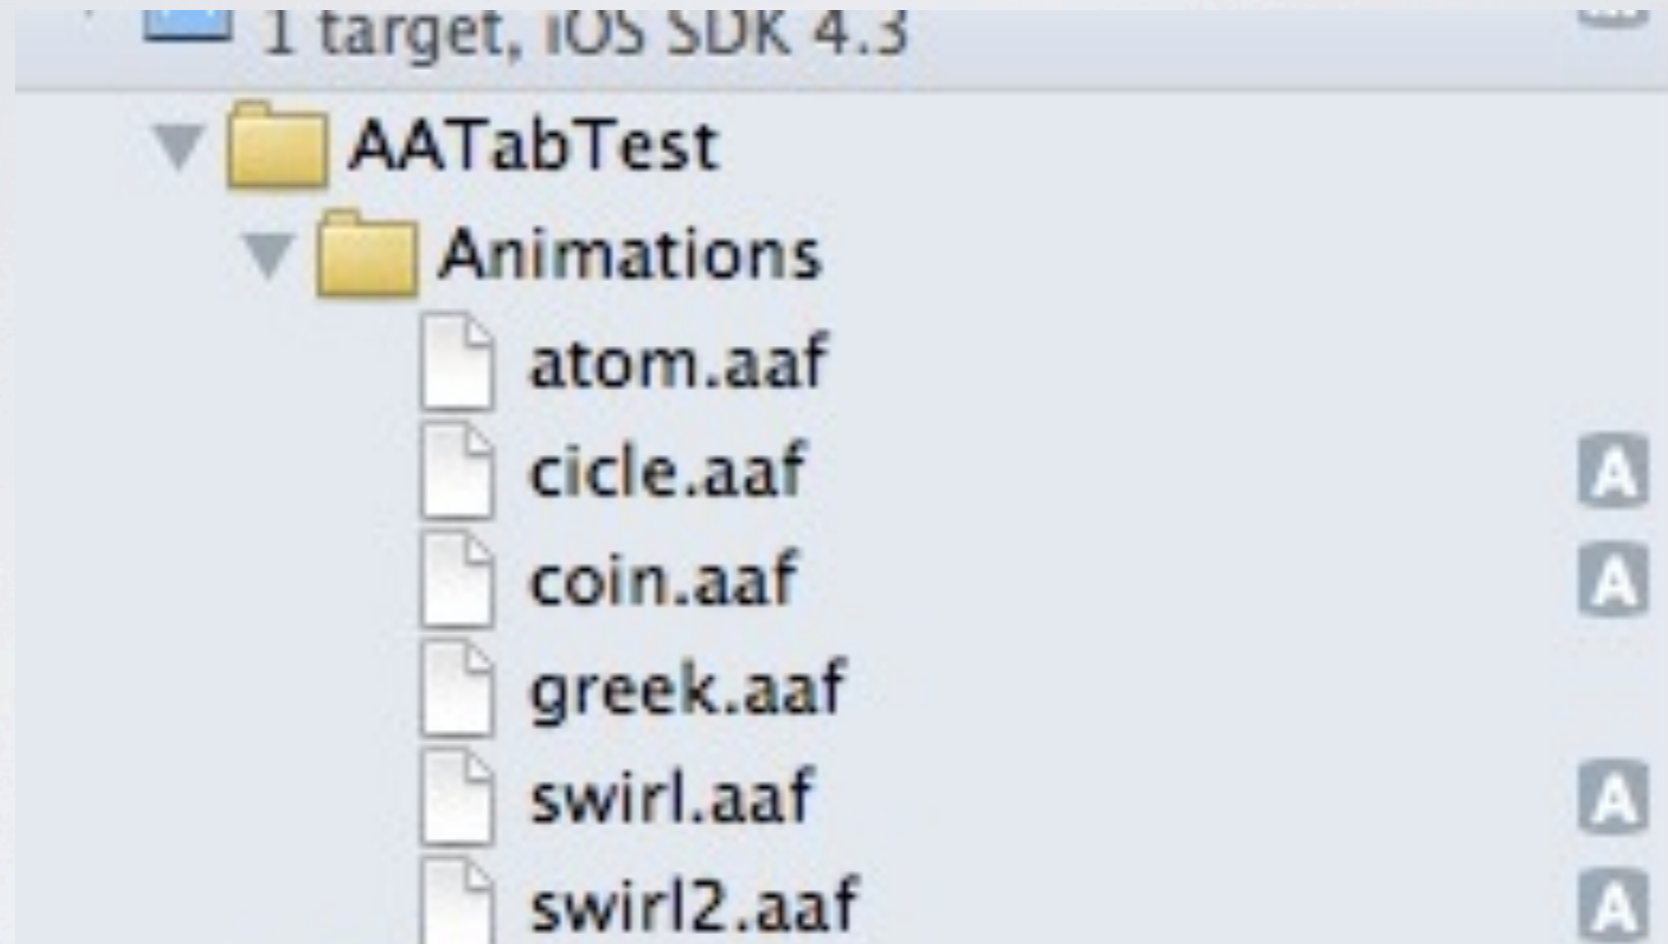 1 target, iOS SDK 4.3
AATabTest
Animations
atom.aaf
cicle.aaf A
coin.aaf A
greek.aaf
swirl.aaf A
swirl2.aaf A